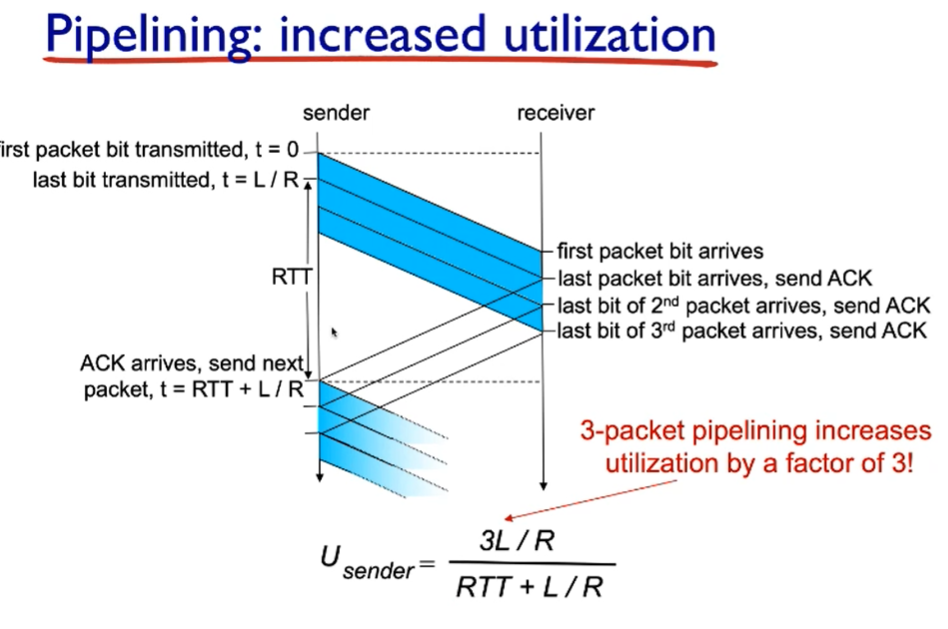 Pipelining: increased utilization
sender
receiver
irst packet bit transmitted, t = 0
last bit transmitted, t = L / R
first packet bit arrives
RTT
last packet bit arrives, send ACK
last bit of 2nd packet arrives, send ACK
last bit of 3rd packet arrives, send ACK
ACK arrives, send next
packet, t = RTT + L / R
3-packet pipelining increases
utilization by a factor of 3!
U sender = 3L / R
RTT + L / R